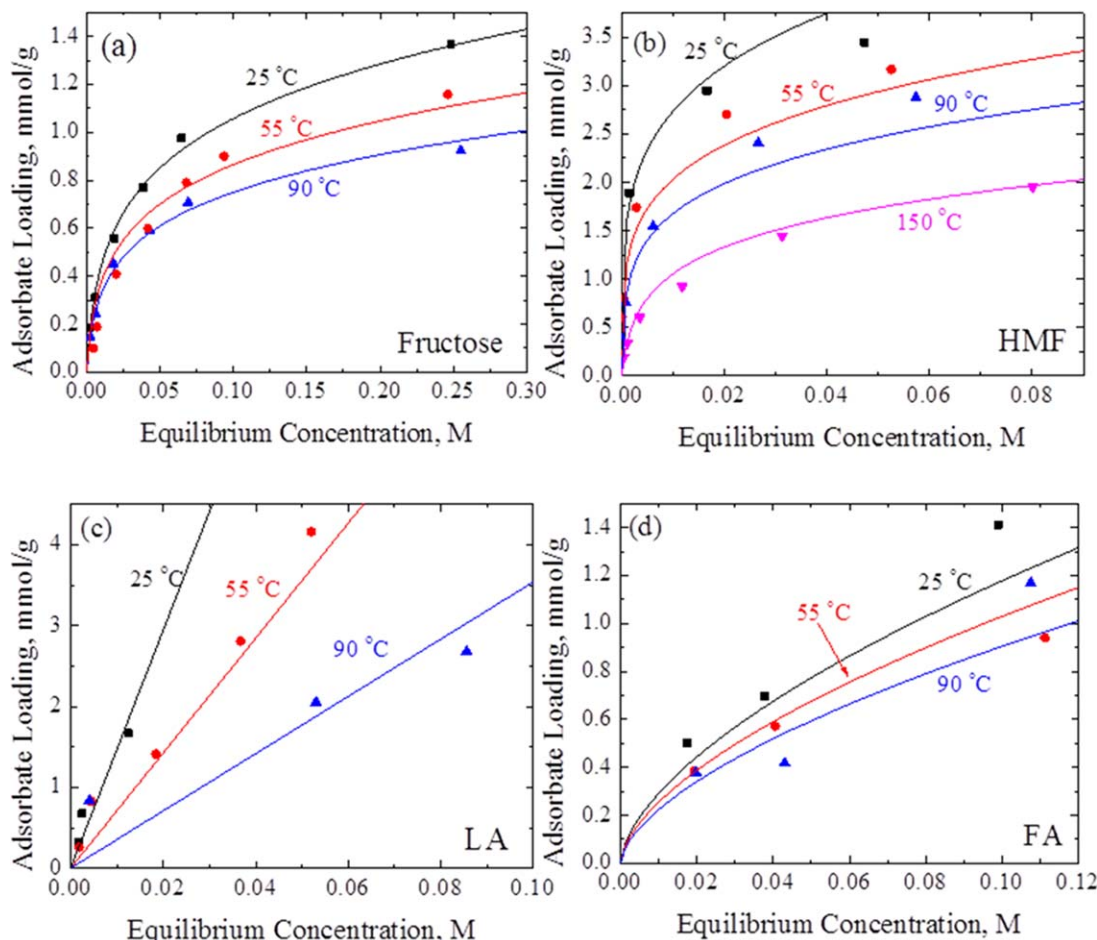 (a)
25 °C
55 °C
90 °C
Fructose
Adsorbate Loading, mmol/g
1.4
1.2
1.0
0.8
0.6
0.4
0.2
0.0
0.00 0.05 0.10 0.15 0.20 0.25 0.30
Equilibrium Concentration, M
(b)
25 °C
55 °C
90 °C
150 °C
HMF
Adsorbate Loading, mmol/g
3.5
3.0
2.5
2.0
1.5
1.0
0.5
0.0
0.00 0.02 0.04 0.06 0.08
Equilibrium Concentration, M
(c)
25 °C
55 °C
90 °C
LA
Adsorbate Loading, mmol/g
4
3
2
1
0
0.00 0.02 0.04 0.06 0.08 0.10
Equilibrium Concentration, M
(d)
25 °C
55 °C
90 °C
FA
Adsorbate Loading, mmol/g
1.4
1.2
1.0
0.8
0.6
0.4
0.2
0.0
0.00 0.02 0.04 0.06 0.08 0.10 0.12
Equilibrium Concentration, M